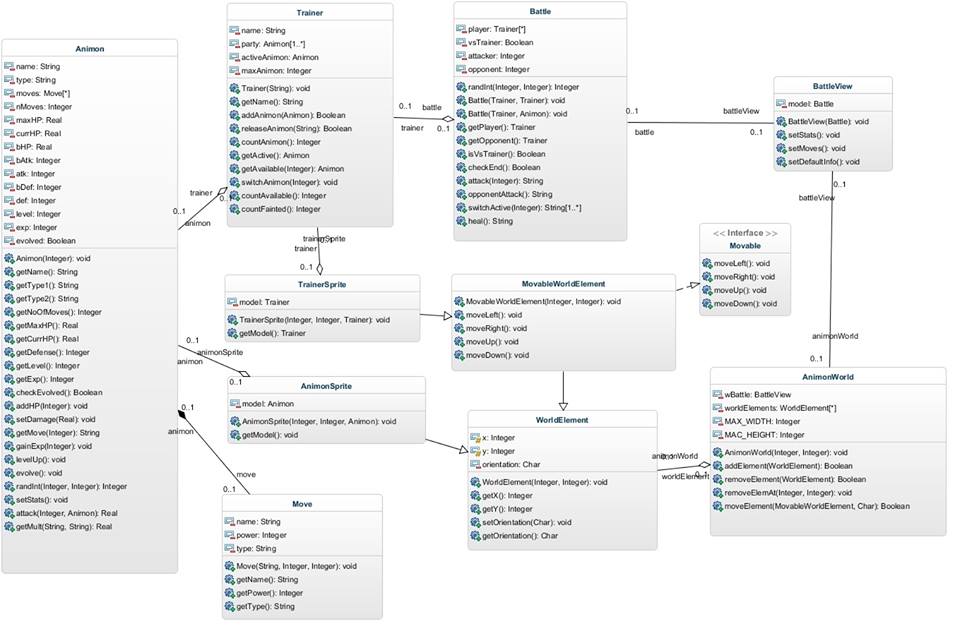 Animon
name: String
type: String
moves: Move[*]
nMoves: Integer
maxHP: Real
currHP: Real
bHP: Real
bAtk: Integer
atk: Integer
bDef: Integer
def: Integer
level: Integer
exp: Integer
evolved: Boolean
Animon(Integer): void
getName(): String
getType1(): String
getType2(): String
getNoOfMoves(): Integer
getMaxHP(): Real
getCurrHP(): Real
getDefense(): Integer
getLevel(): Integer
getExp(): Integer
checkEvolved(): Boolean
addHP(Integer): void
setDamage(Real): void
getMove(Integer): String
gainExp(Integer): void
levelUp(): void
evolve(): void
randInt(Integer, Integer): Integer
setStats(): void
attack(Integer, Animon): Real
getMult(String, String): Real
Trainer
name: String
party: Animon[1..*]
activeAnimon: Animon
maxAnimon: Integer
Trainer(String): void
getName(): String
addAnimon(Animon): Boolean
releaseAnimon(String): Boolean
countAnimon(): Integer
getActive(): Animon
getAvailable(Integer): Animon
switchAnimon(Integer): void
countAvailable(): Integer
countFainted(): Integer
trainer
0..1
0..1
animon
0..1
battle
trainer
0..1
Battle
player: Trainer[*]
vsTrainer: Boolean
attacker: Integer
opponent: Integer
randInt(Integer, Integer): Integer
Battle(Trainer, Trainer): void
Battle(Trainer, Animon): void
getPlayer(): Trainer
getOpponent(): Trainer
isVsTrainer(): Boolean
checkEnd(): Boolean
attack(Integer): String
opponentAttack(): String
switchActive(Integer): String[1..*]
heal(): String
0..1
battleView
battle
0..1
BattleView
model: Battle
BattleView(Battle): void
setStats(): void
setMoves(): void
setDefaultInfo(): void
0..1
battleView
animonWorld
0..1
<< Interface >>
Movable
moveLeft(): void
moveRight(): void
moveUp(): void
moveDown(): void
trainerSprite
trainer
0..1
TrainerSprite
model: Trainer
TrainerSprite(Integer, Integer, Trainer): void
getModel(): Trainer
MovableWorldElement
MovableWorldElement(Integer, Integer): void
moveLeft(): void
moveRight(): void
moveUp(): void
moveDown(): void
0..1
animonSprite
animon
0..1
AnimonSprite
model: Animon
AnimonSprite(Integer, Integer, Animon): void
getModel(): void
WorldElement
x: Integer
y: Integer
orientation: Char
WorldElement(Integer, Integer): void
getX(): Integer
getY(): Integer
setOrientation(Char): void
getOrientation(): Char
animonWorld
worldElement
0..1
AnimonWorld
wBattle: BattleView
worldElements: WorldElement[*]
MAX_WIDTH: Integer
MAC_HEIGHT: Integer
AnimonWorld(Integer, Integer): void
addElement(WorldElement): Boolean
removeElement(WorldElement): Boolean
removeElemAt(Integer, Integer): void
moveElement(MovableWorldElement, Char): Boolean
0..1
animon
move
0..1
Move
name: String
power: Integer
type: String
Move(String, Integer, Integer): void
getName(): String
getPower(): Integer
getType(): String